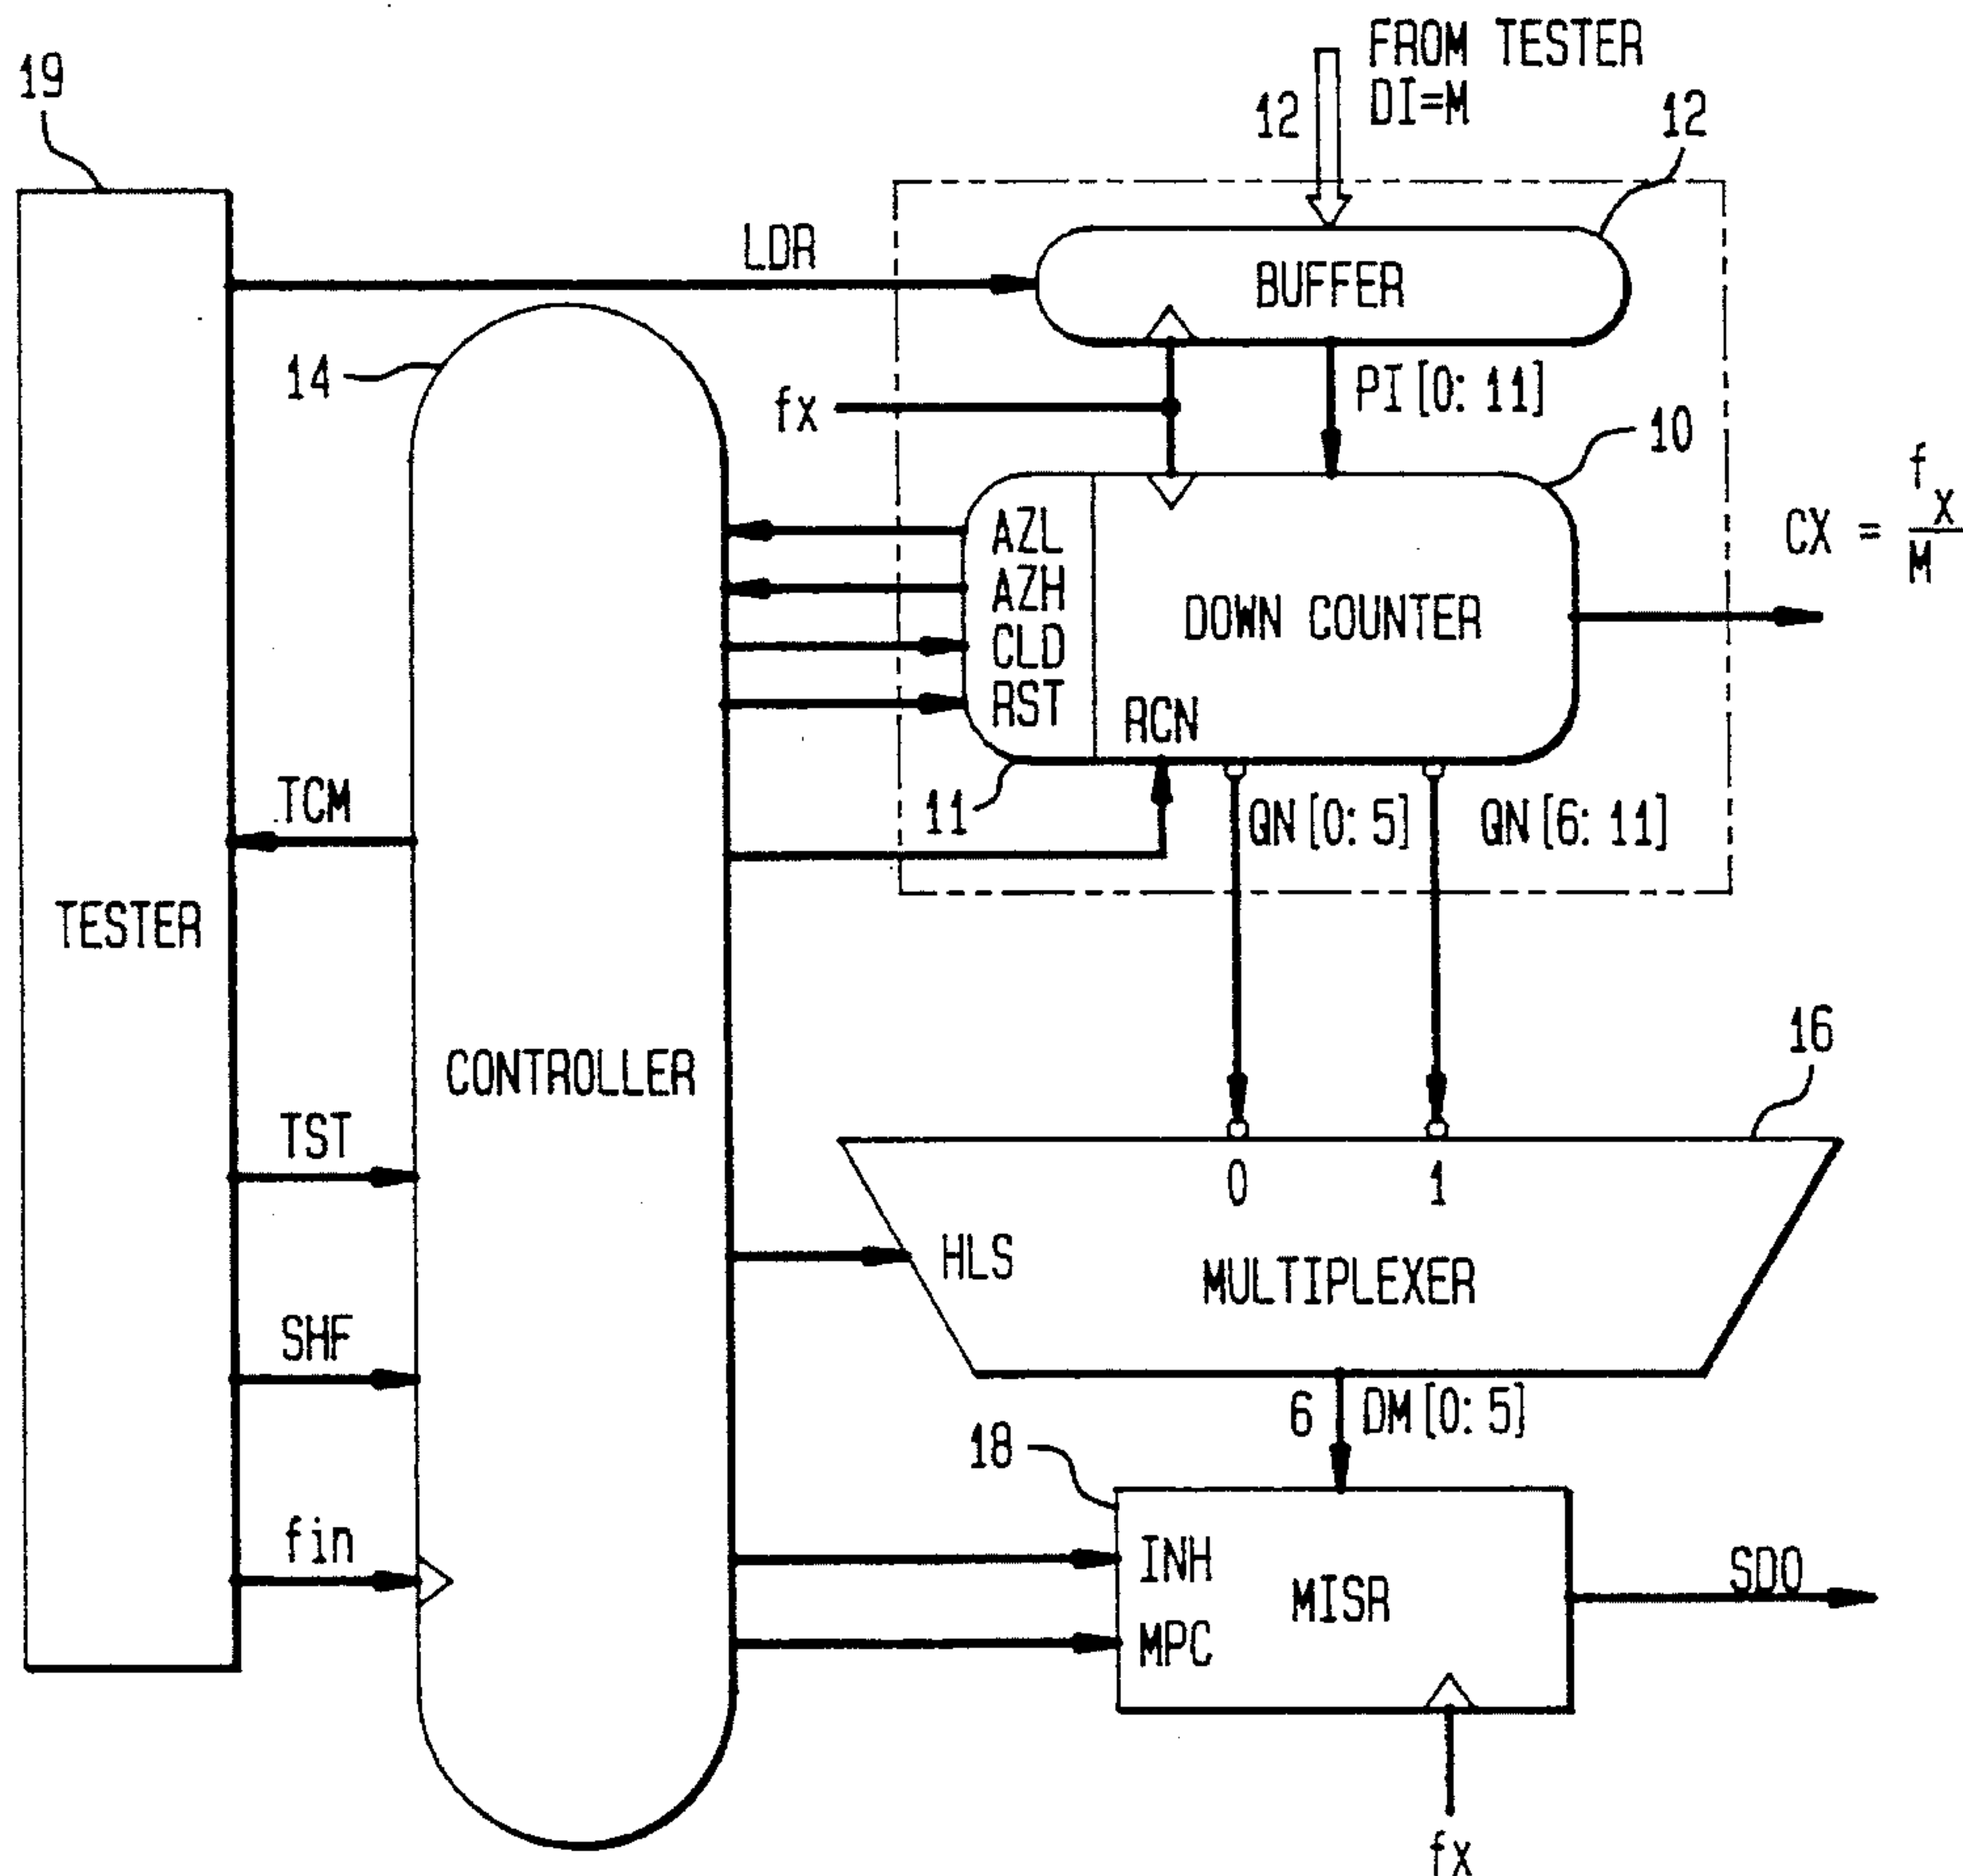 19
FROM TESTER
DI=M
12
12
LDR
BUFFER
14
fx
PI [0: 11]
10
AZL
AZH
CLD
RST
DOWN COUNTER
RCN
CX = f_x/M
11
QN [0: 5]
QN [6: 11]
TCM
TESTER
CONTROLLER
16
TST
0
1
HLS
MULTIPLEXER
SHF
6
DM [0: 5]
18
fin
INH
MISR
SDO
MPC
fx